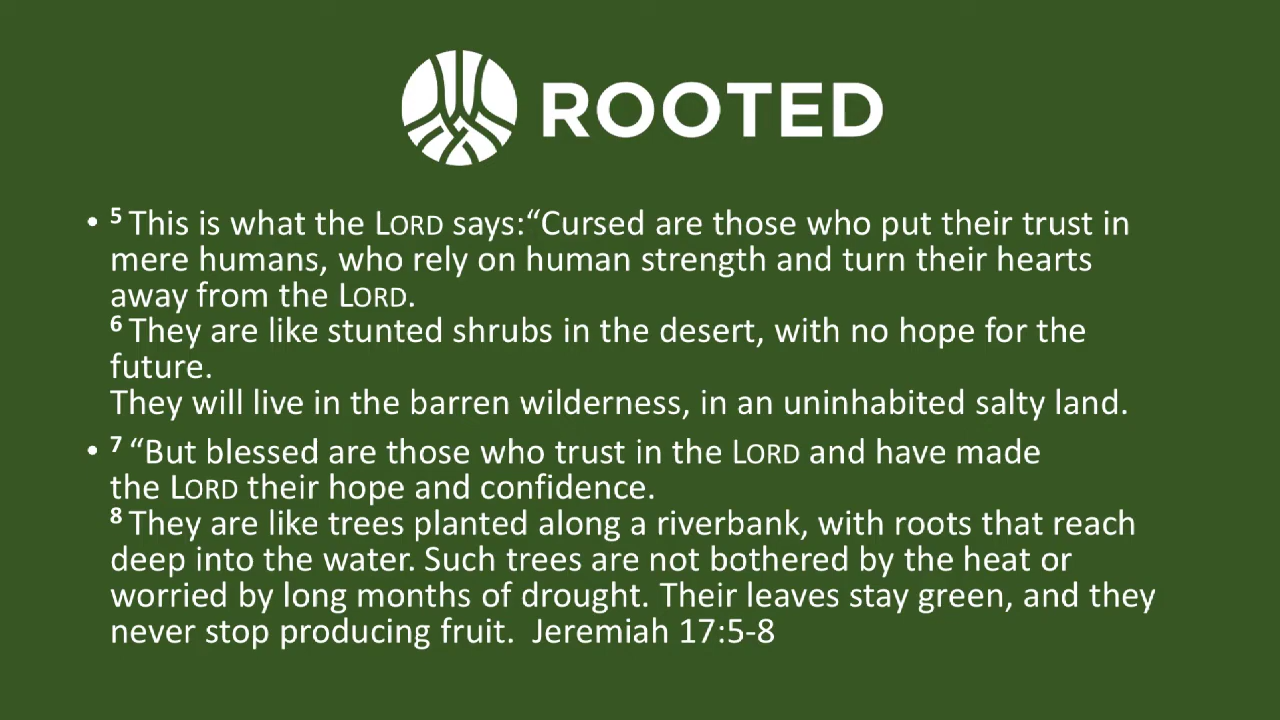 ROOTED
• 5 This is what the LORD says:“Cursed are those who put their trust in
mere humans, who rely on human strength and turn their hearts
away from the LORD.
6 They are like stunted shrubs in the desert, with no hope for the
future.
They will live in the barren wilderness, in an uninhabited salty land.
• 7 “But blessed are those who trust in the LORD and have made
the LORD their hope and confidence.
8 They are like trees planted along a riverbank, with roots that reach
deep into the water. Such trees are not bothered by the heat or
worried by long months of drought. Their leaves stay green, and they
never stop producing fruit.  Jeremiah 17:5-8